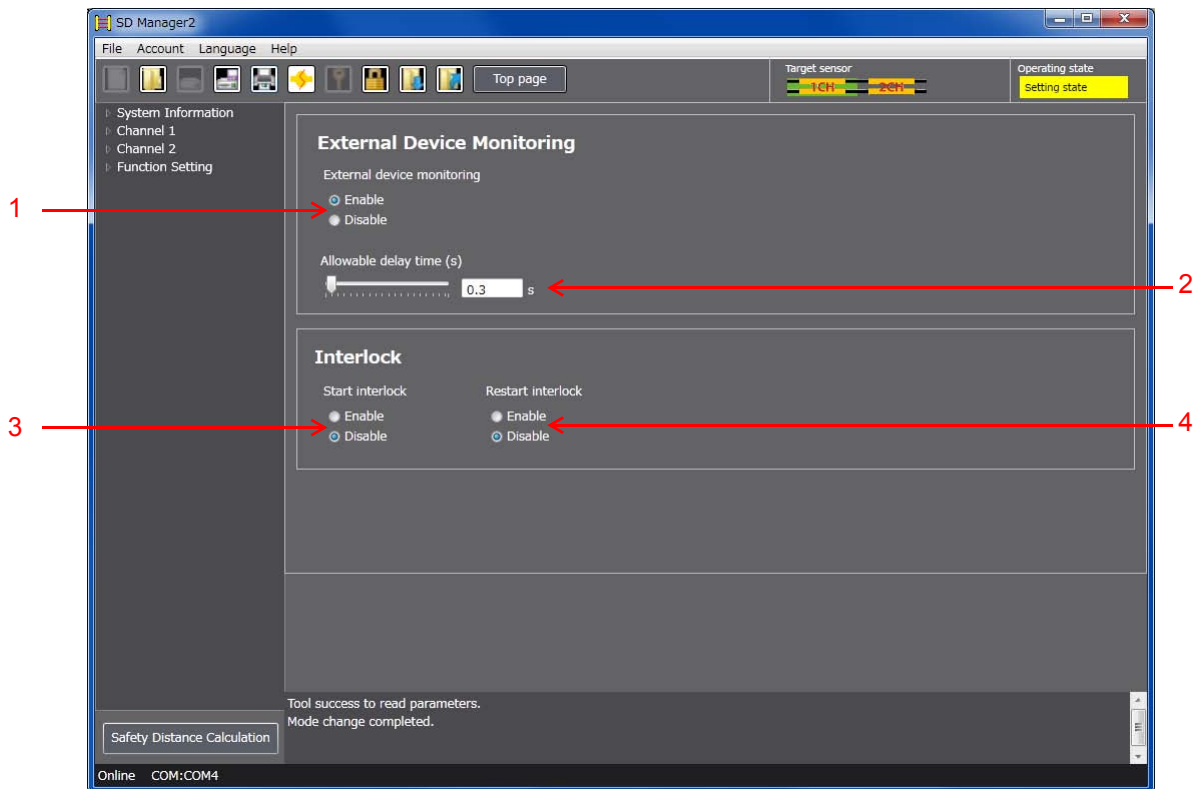 SD Manager2
File Account Language Help
Top page
Target sensor
1CH 2CH
Operating state
Setting state
System Information
Channel 1
Channel 2
Function Setting
External Device Monitoring
External device monitoring
Enable
Disable
1
Allowable delay time (s)
0.3 s
2
Interlock
Start interlock Restart interlock
Enable Enable
Disable Disable
3
4
Tool success to read parameters.
Mode change completed.
Safety Distance Calculation
Online COM:COM4